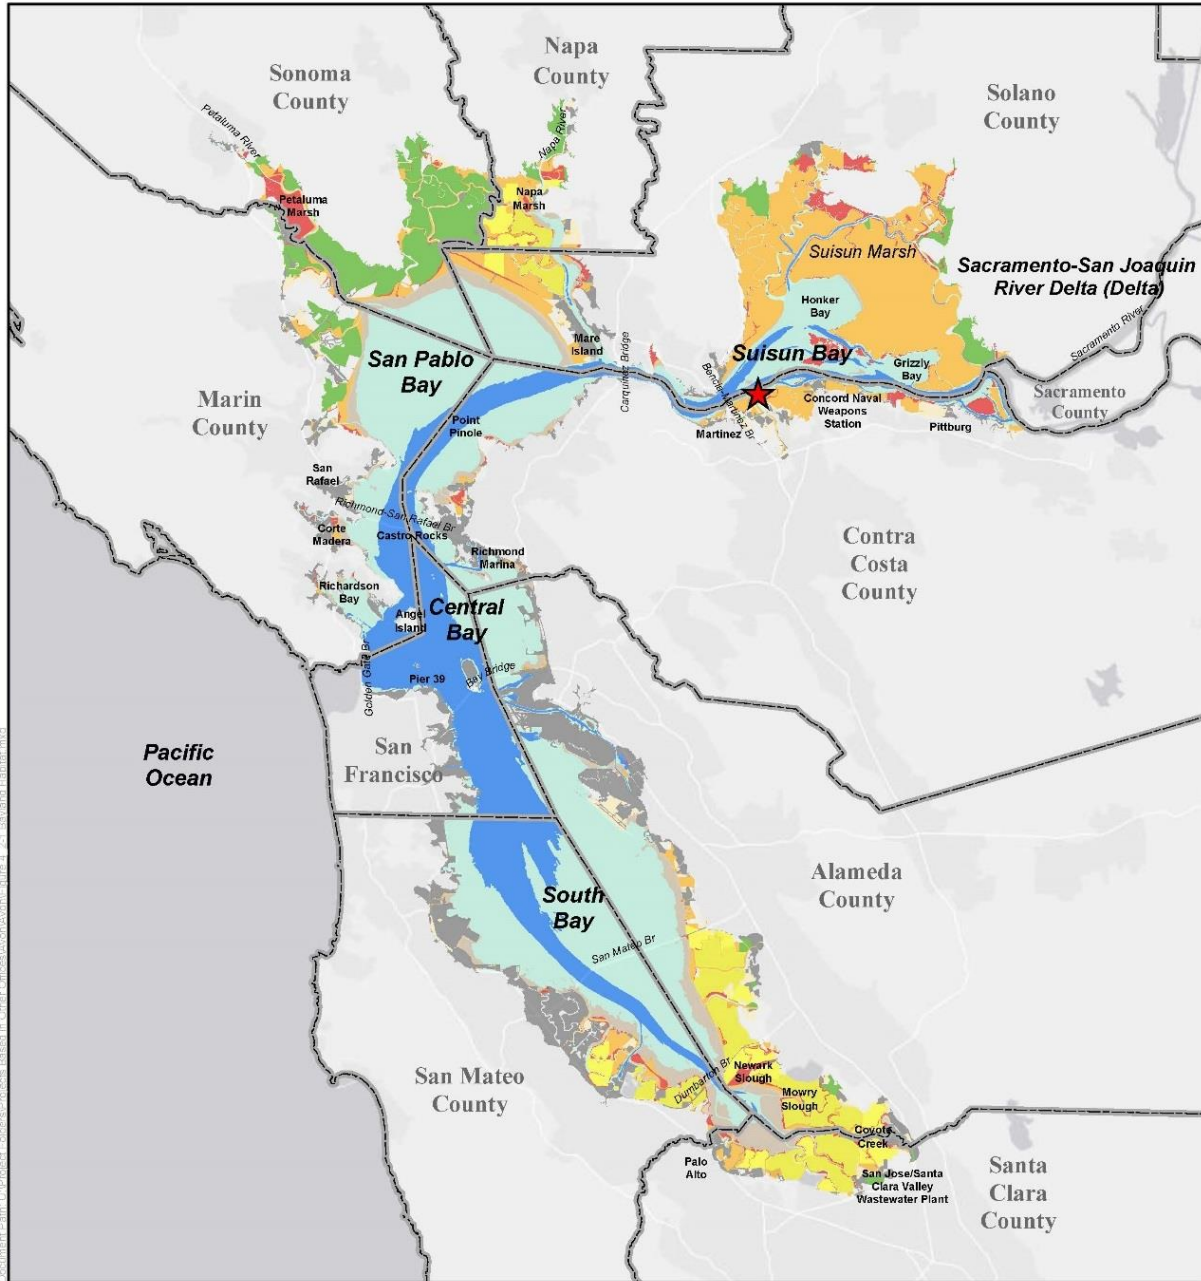 Napa
County
Sonoma
County
Solano
County
Petaluma River
Napa River
Petaluma
Marsh
Napa
Marsh
Suisun Marsh
Sacramento-San Joaquin
River Delta (Delta)
Honker
Bay
Sacramento River
Mare
Island
Carquinez Bridge
San Pablo
Bay
Suisun Bay
Grizzly
Bay
Benicia-Martinez Br
Sacramento
County
Marin
County
Concord Naval
Weapons
Station
Point
Pinole
Martinez
Pittburg
San
Rafael
Richmond-San Rafael Br
Corte
Madera
Castro Rocks
Richmond
Marina
Contra
Costa
County
Richardson
Bay
Angel
Island
Central
Bay
Golden Gate Br
Pier 39
Bay Bridge
San
Francisco
Pacific
Ocean
Alameda
County
South
Bay
San Mateo Br
San Mateo
County
Dumbarton Br
Newark
Slough
Mowry
Slough
Coyote
Creek
Palo
Alto
San Jose/Santa
Clara Valley
Wastewater Plant
Santa
Clara
County